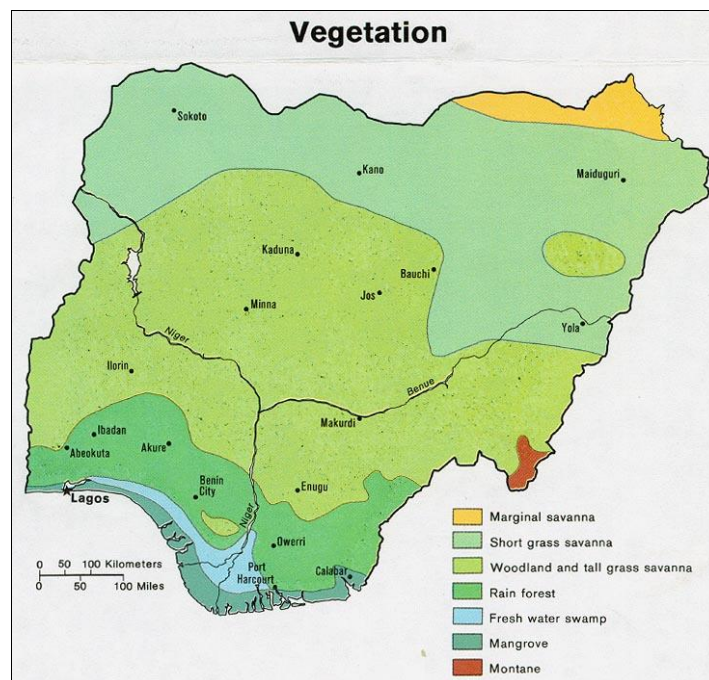 Vegetation
Sokoto
Kano
Maiduguri
Kaduna
Bauchi
Jos
Minna
Yola
Niger
Ilorin
Benue
Makurdi
Ibadan
Akure
Abeokuta
Benin
City
Enugu
Lagos
Niger
Owerri
Port
Harcourt
Calabar
0 50 100 Kilometers
0 50 100 Miles
Marginal savanna
Short grass savanna
Woodland and tall grass savanna
Rain forest
Fresh water swamp
Mangrove
Montane